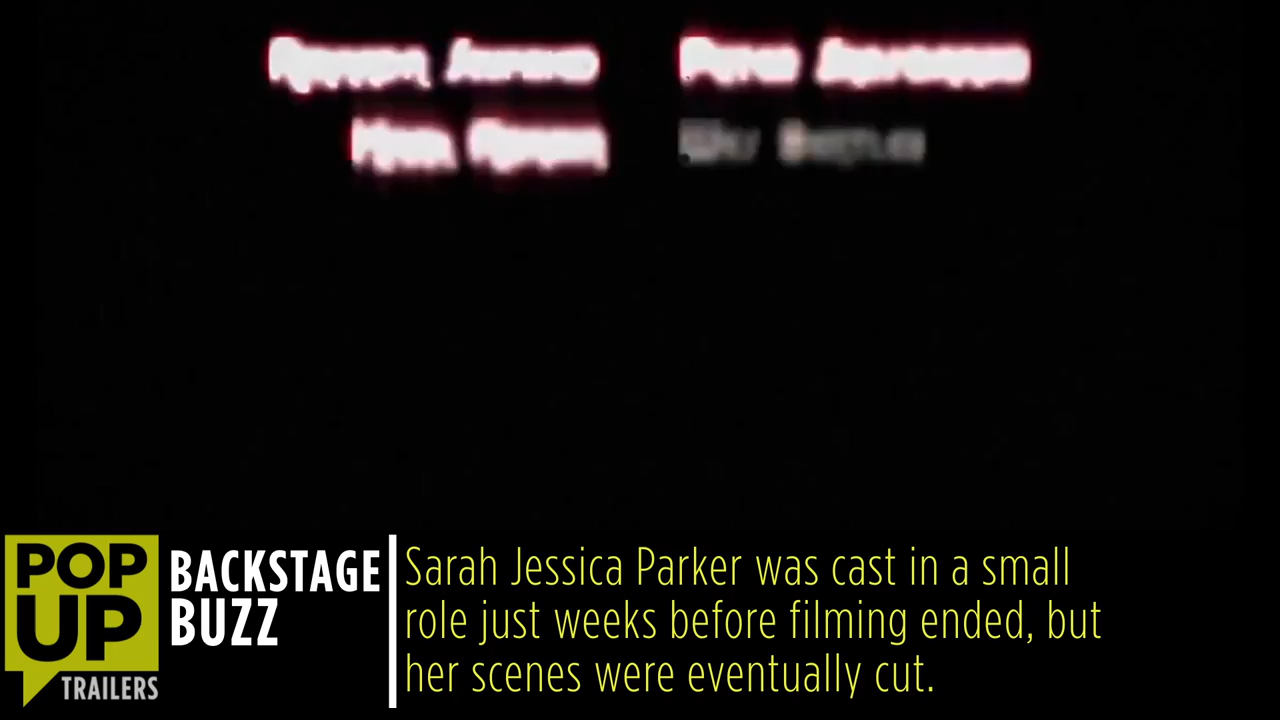 POP
UP
TRAILERS
BACKSTAGE
BUZZ
Sarah Jessica Parker was cast in a small
role just weeks before filming ended, but
her scenes were eventually cut.